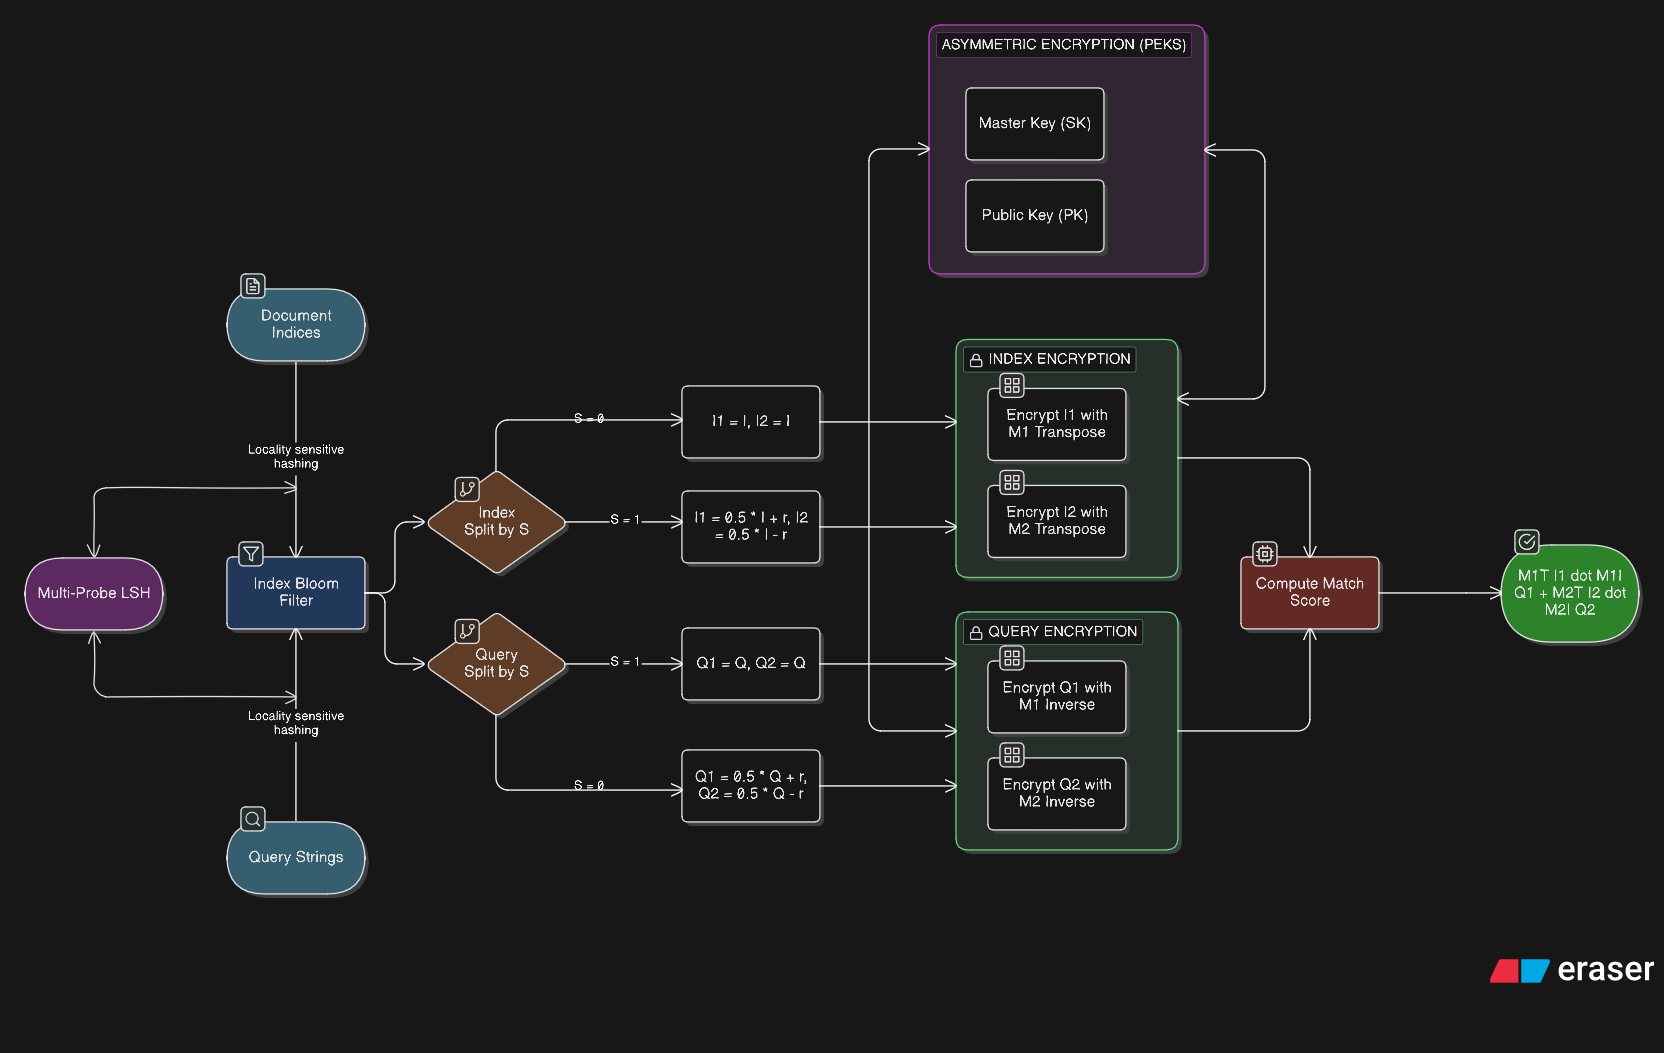 ASYMMETRIC ENCRYPTION (PEKS)
Master Key (SK)
Public Key (PK)
Document
Indices
Locality sensitive
hashing
Multi-Probe LSH
Index Bloom
Filter
Locality sensitive
hashing
Query Strings
Index
Split by S
Query
Split by S
S = 0
S = 1
S = 1
S = 0
I1 = I, I2 = I
I1 = 0.5 * I + r, I2
= 0.5 * I - r
Q1 = Q, Q2 = Q
Q1 = 0.5 * Q + r,
Q2 = 0.5 * Q - r
INDEX ENCRYPTION
Encrypt I1 with
M1 Transpose
Encrypt I2 with
M2 Transpose
QUERY ENCRYPTION
Encrypt Q1 with
M1 Inverse
Encrypt Q2 with
M2 Inverse
Compute Match
Score
M1T I1 dot M1I
Q1 + M2T I2 dot
M2I Q2
eraser